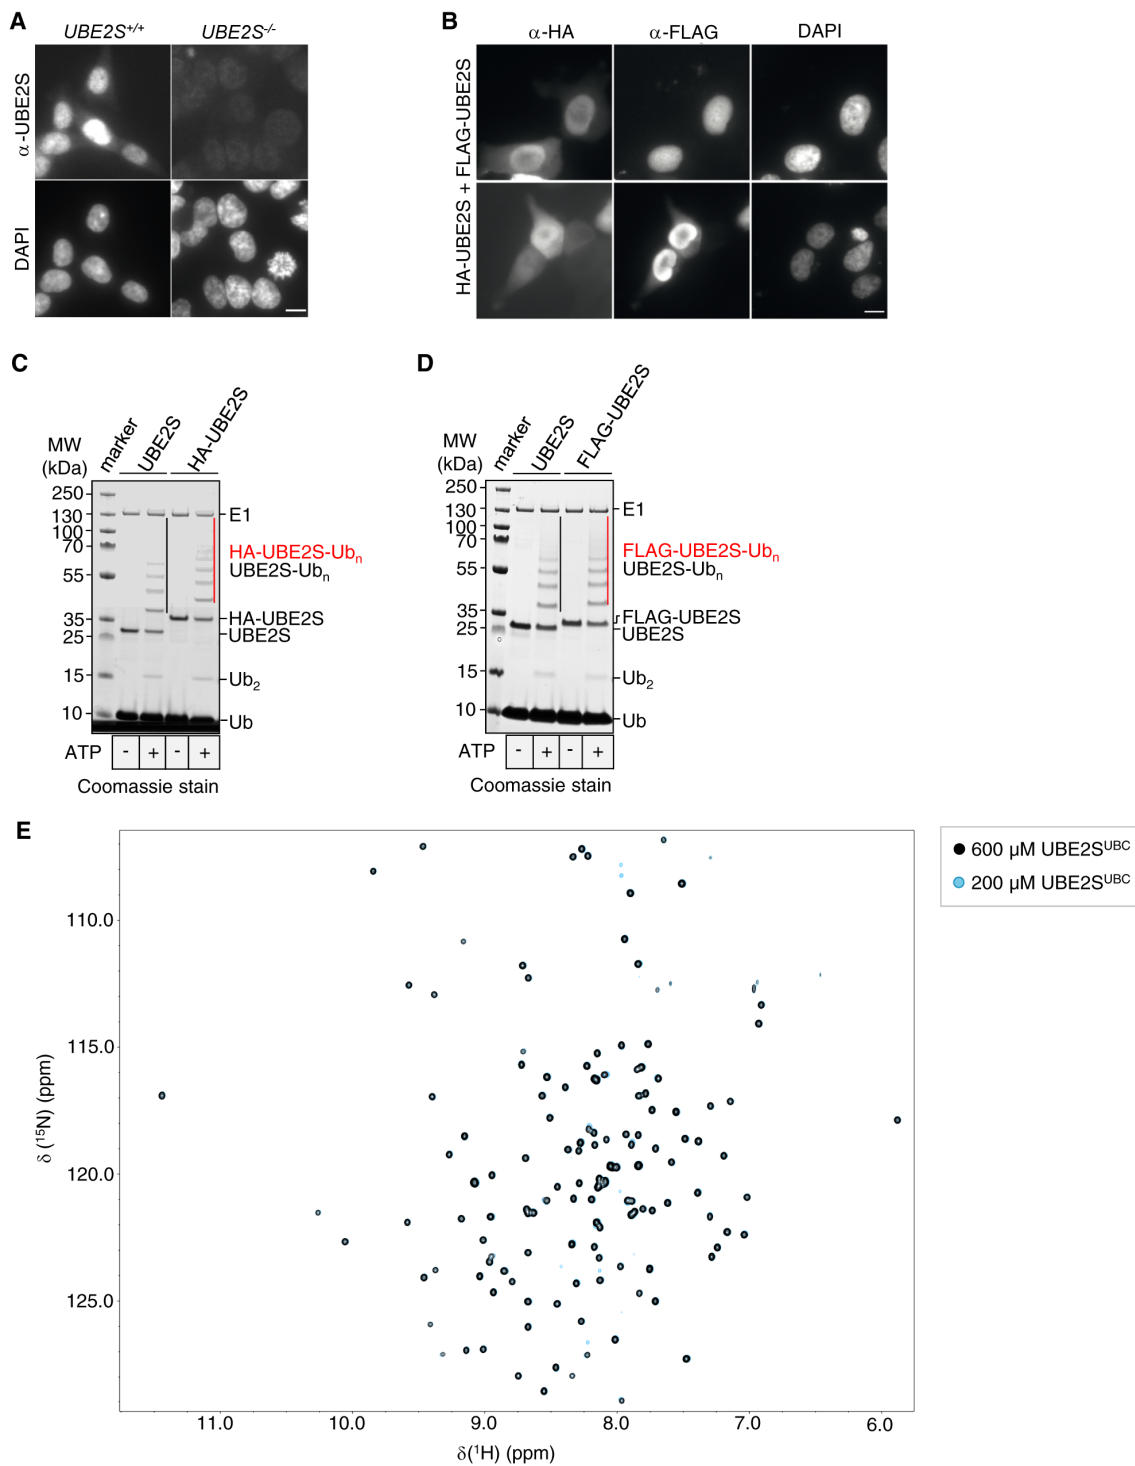 A
UBE2S+/+ UBE2S-/-
α-UBE2S
DAPI
B
α-HA α-FLAG DAPI
HA-UBE2S + FLAG-UBE2S
C
MW
(kDa)
marker
UBE2S
HA-UBE2S
250
130
100
70
55
35
25
15
10
E1
HA-UBE2S-Ubn
UBE2S-Ubn
HA-UBE2S
UBE2S
Ub2
Ub
ATP - + - +
Coomassie stain
D
MW
(kDa)
marker
UBE2S
FLAG-UBE2S
250
130
100
70
55
35
25
15
10
E1
FLAG-UBE2S-Ubn
UBE2S-Ubn
FLAG-UBE2S
UBE2S
Ub2
Ub
ATP - + - +
Coomassie stain
E
600 µM UBE2SUBC
200 µM UBE2SUBC
δ (15N) (ppm)
110.0
115.0
120.0
125.0
11.0 10.0 9.0 8.0 7.0 6.0
δ(1H) (ppm)